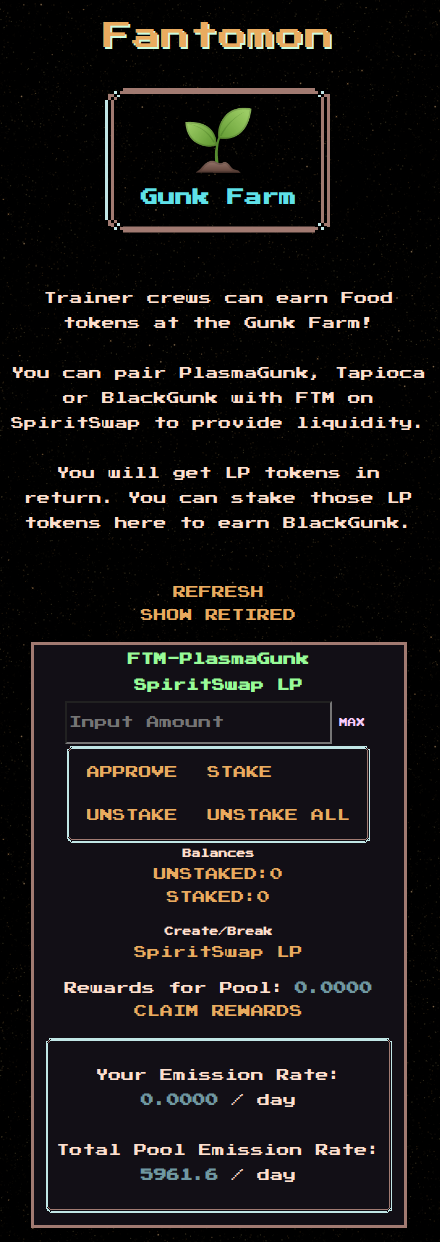 Fantomon
Gunk Farm
Trainer crews can earn Food
tokens at the Gunk Farm!
You can pair PlasmaGunk, Tapioca
or BlackGunk with FTM on
SpiritSwap to provide liquidity.
You will get LP tokens in
return. You can stake those LP
tokens here to earn BlackGunk.
REFRESH
SHOW RETIRED
FTM-PlasmaGunk
SpiritSwap LP
Input Amount MAX
APPROVE STAKE
UNSTAKE UNSTAKE ALL
Balances
UNSTAKED:0
STAKED:0
Create/Break
SpiritSwap LP
Rewards for Pool: 0.0000
CLAIM REWARDS
Your Emission Rate:
0.0000 / day
Total Pool Emission Rate:
5961.6 / day